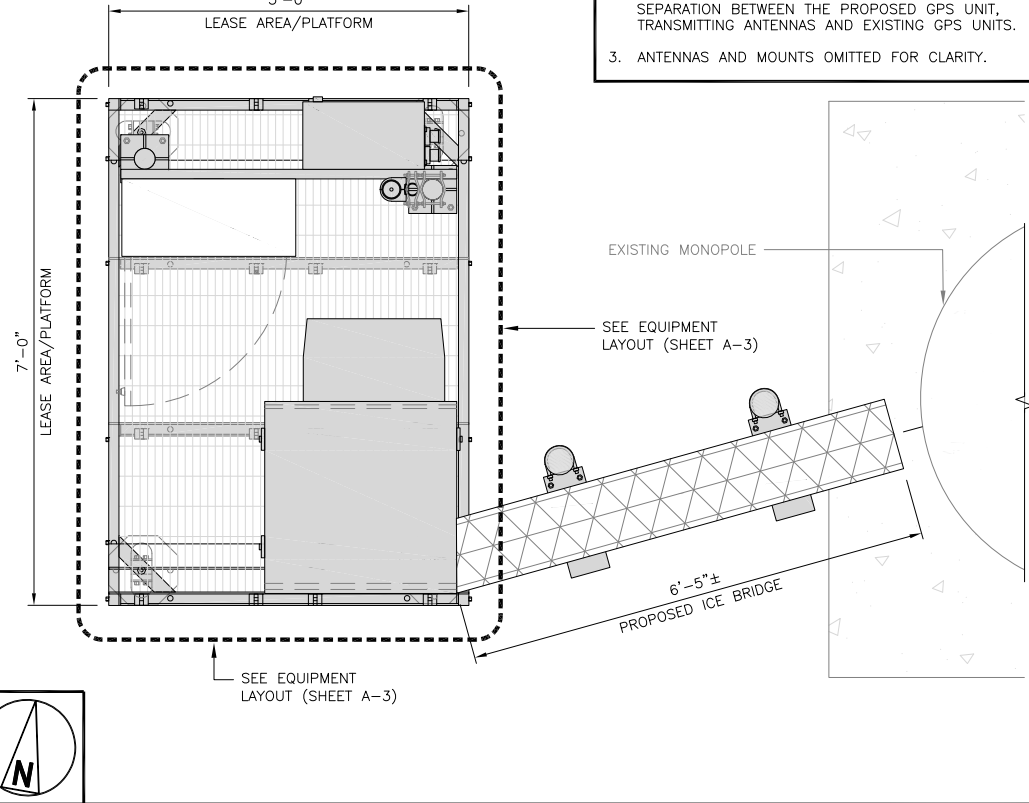 LEASE AREA/PLATFORM
SEPARATION BETWEEN THE PROPOSED GPS UNIT,
TRANSMITTING ANTENNAS AND EXISTING GPS UNITS.
3. ANTENNAS AND MOUNTS OMITTED FOR CLARITY.
EXISTING MONOPOLE
7'-0"
LEASE AREA/PLATFORM
SEE EQUIPMENT
LAYOUT (SHEET A-3)
6'-5"±
PROPOSED ICE BRIDGE
SEE EQUIPMENT
LAYOUT (SHEET A-3)
N